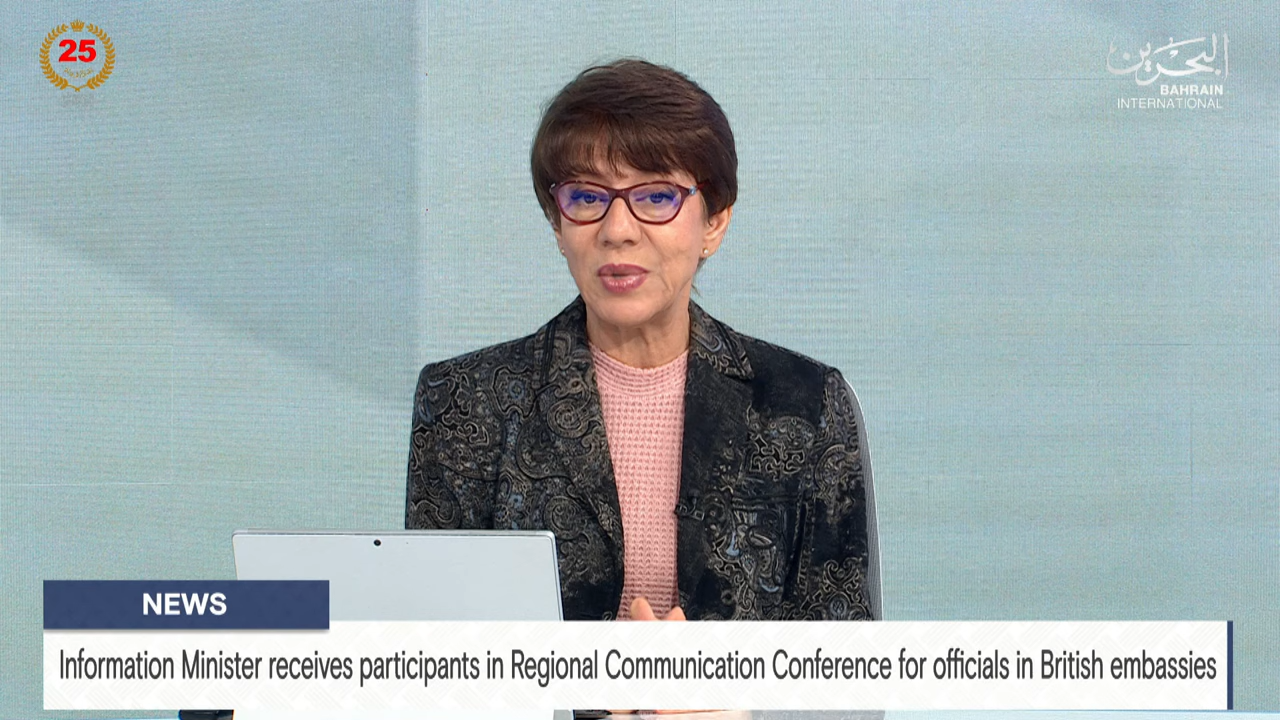 25
البحرين
BAHRAIN
INTERNATIONAL
NEWS
Information Minister receives participants in Regional Communication Conference for officials in British embassies